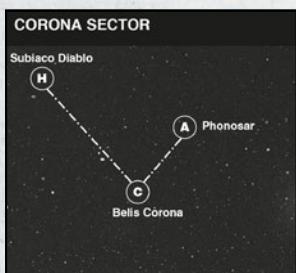 CORONA SECTOR
Subiaco Diablo
H
A Phonosar
C
Belis Corona